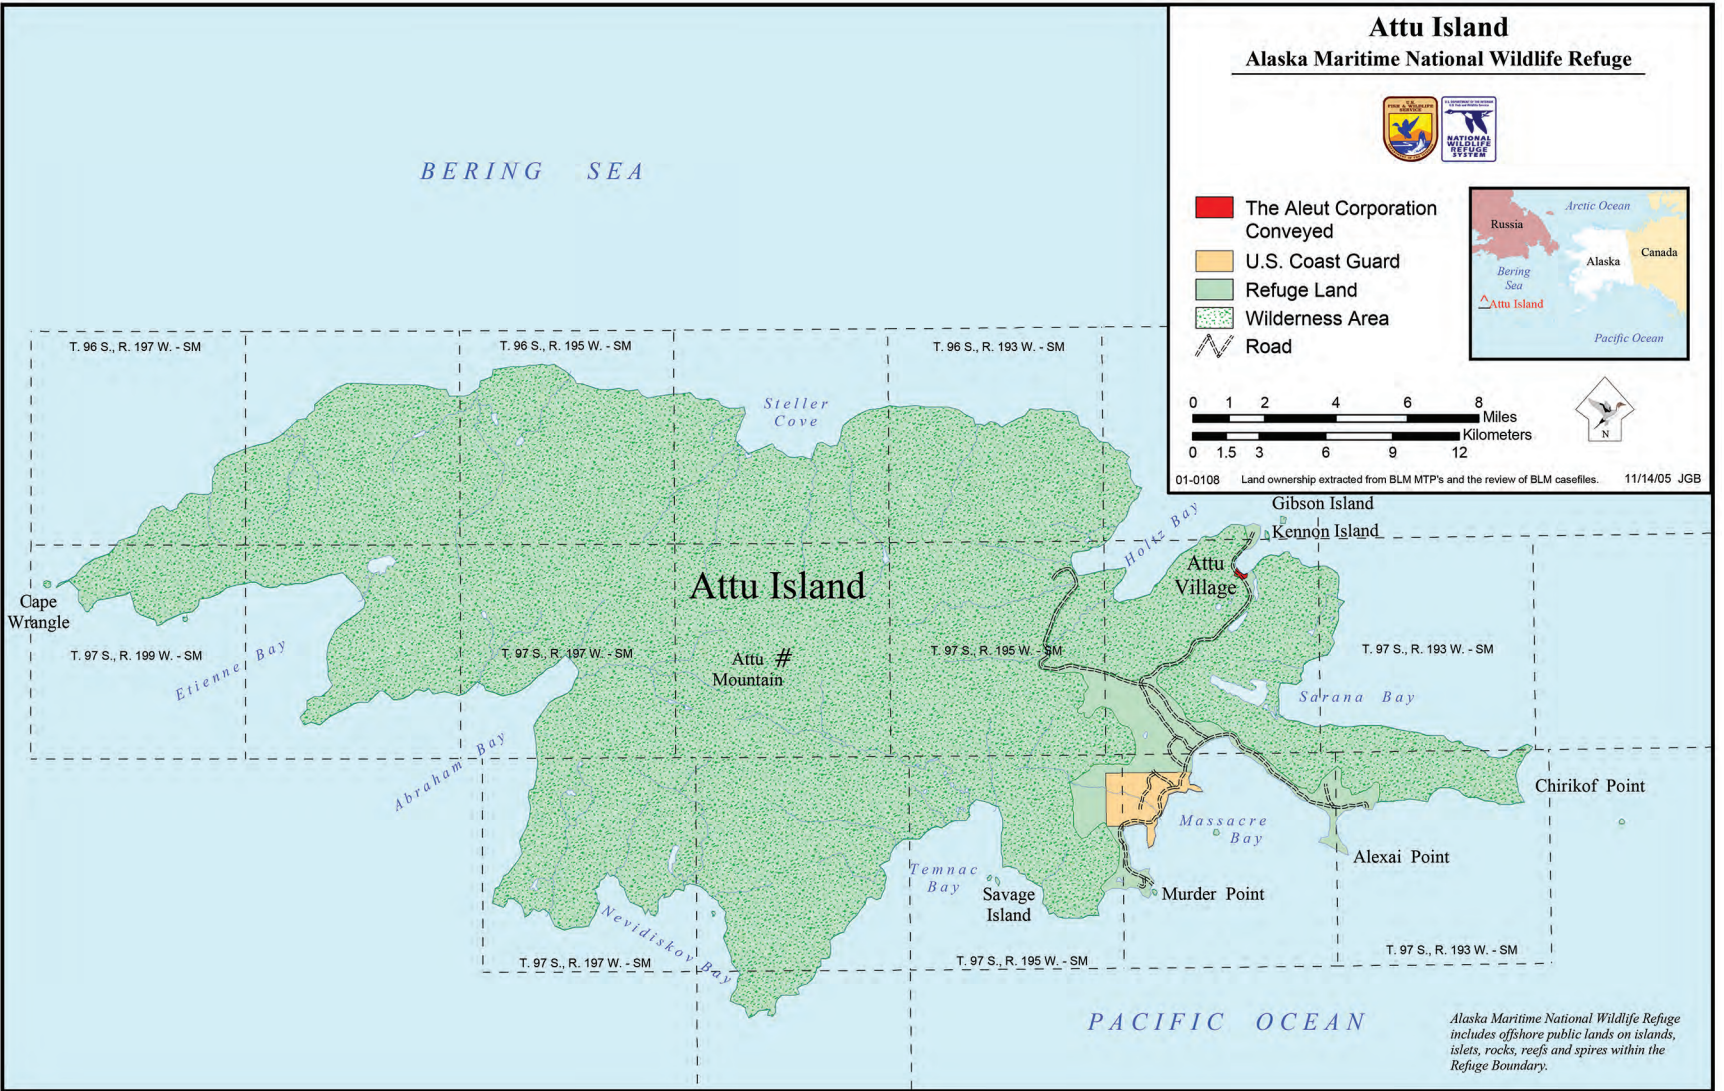 Attu Island
Alaska Maritime National Wildlife Refuge
U.S.
FISH & WILDLIFE
SERVICE
NATIONAL
WILDLIFE
REFUGE
SYSTEM
The Aleut Corporation
Conveyed
U.S. Coast Guard
Refuge Land
Wilderness Area
Road
Arctic Ocean
Russia
Alaska
Canada
Bering
Sea
Attu Island
Pacific Ocean
0 1 2 4 6 8
Miles
Kilometers
0 1.5 3 6 9 12
N
01-0108 Land ownership extracted from BLM MTP's and the review of BLM casefiles. 11/14/05 JGB
BERING SEA
T. 96 S., R. 197 W. - SM
T. 96 S., R. 195 W. - SM
T. 96 S., R. 193 W. - SM
Steller
Cove
Gibson Island
Kennon Island
Holtz Bay
Attu
Village
Attu Island
Cape
Wrangle
T. 97 S., R. 199 W. - SM
Etienne Bay
T. 97 S., R. 197 W. - SM
Attu #
Mountain
T. 97 S., R. 195 W. - SM
T. 97 S., R. 193 W. - SM
Sarana Bay
Abraham Bay
Chirikof Point
Massacre
Bay
Alexai Point
Temnac
Bay
Savage
Island
Murder Point
Nevidiskov Bay
T. 97 S., R. 197 W. - SM
T. 97 S., R. 195 W. - SM
T. 97 S., R. 193 W. - SM
PACIFIC OCEAN
Alaska Maritime National Wildlife Refuge
includes offshore public lands on islands,
islets, rocks, reefs and spires within the
Refuge Boundary.